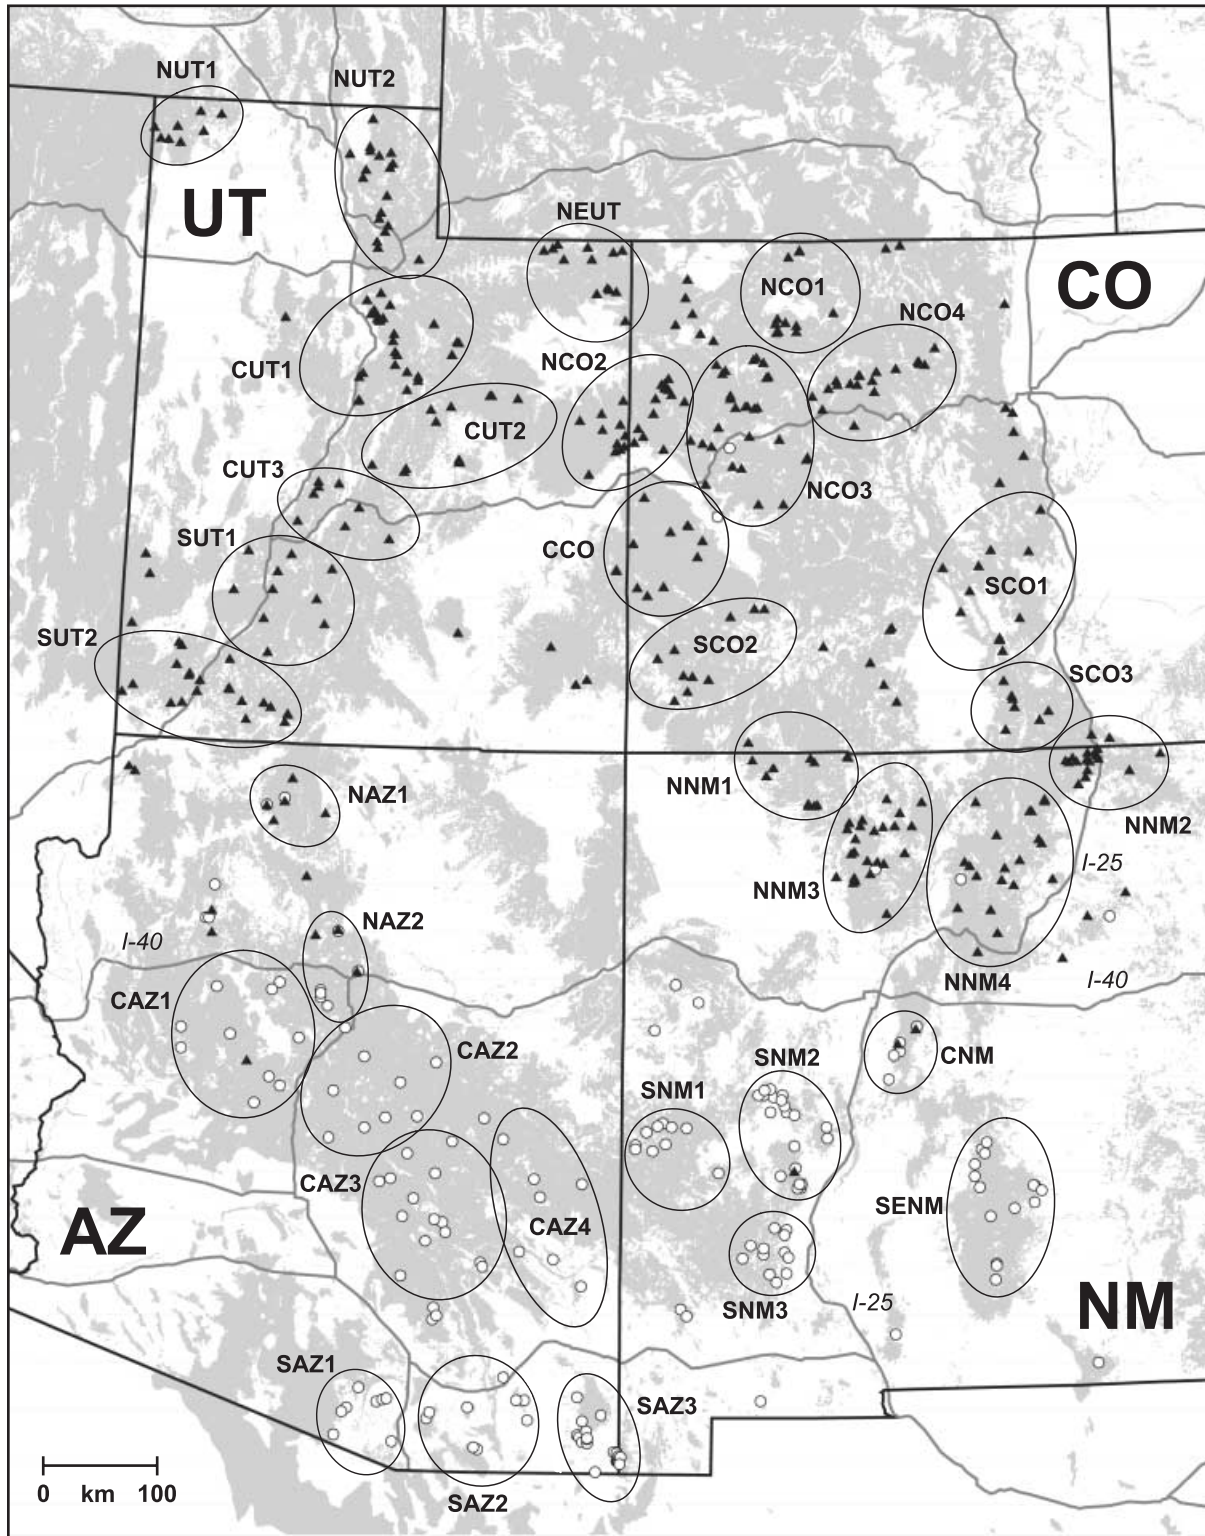 NUT1
NUT2
UT
NEUT
CO
NCO1
NCO4
NCO2
CUT1
CUT2
CUT3
NCO3
SUT1
CCO
SCO1
SUT2
SCO2
SCO3
NNM1
NAZ1
NNM2
I-25
NNM3
NAZ2
I-40
NNM4
I-40
CAZ1
CAZ2
SNM2
CNM
SNM1
CAZ3
SENM
CAZ4
AZ
SNM3
I-25
NM
SAZ1
SAZ3
0 km 100
SAZ2